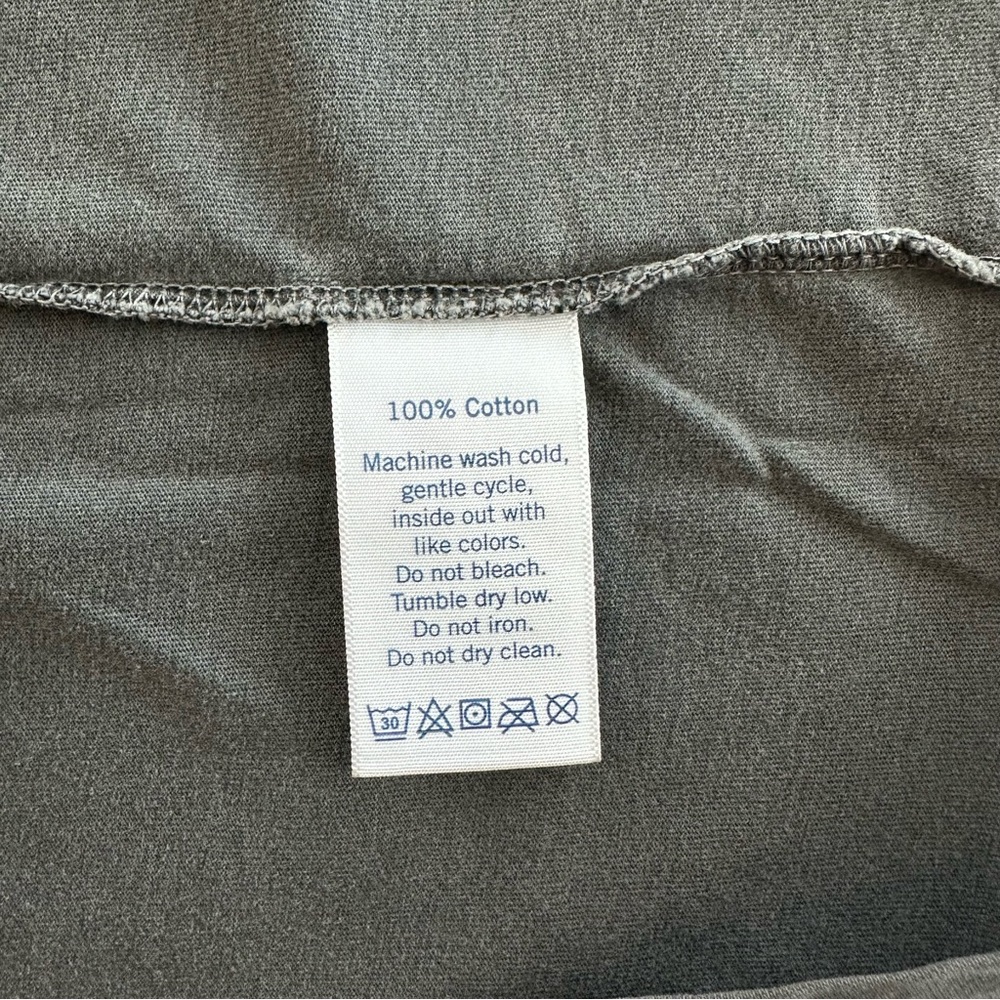 100% Cotton
Machine wash cold,
gentle cycle,
inside out with
like colors.
Do not bleach.
Tumble dry low.
Do not iron.
Do not dry clean.
30